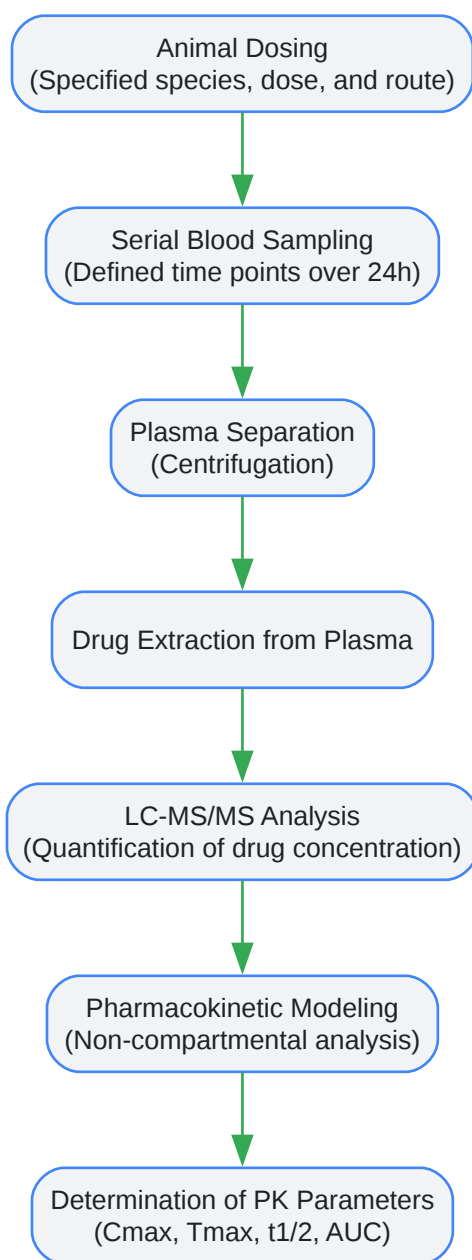 Animal Dosing
(Specified species, dose, and route)
Serial Blood Sampling
(Defined time points over 24h)
Plasma Separation
(Centrifugation)
Drug Extraction from Plasma
LC-MS/MS Analysis
(Quantification of drug concentration)
Pharmacokinetic Modeling
(Non-compartmental analysis)
Determination of PK Parameters
(Cmax, Tmax, t1/2, AUC)